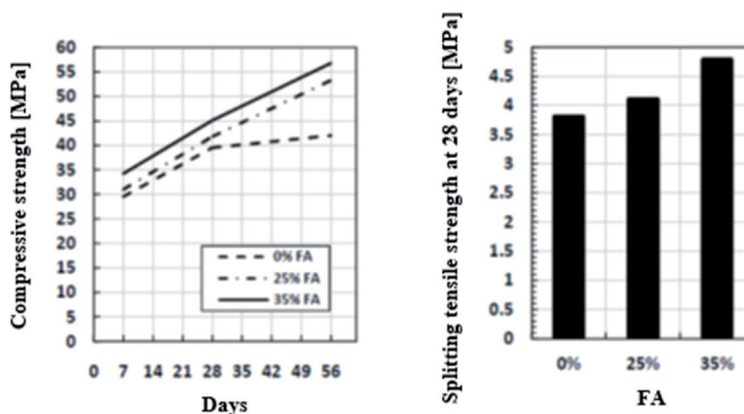 Compressive strength [MPa]
60
55
50
45
40
35
30
25
20
15
10
5
0
0% FA
25% FA
35% FA
0 7 14 21 28 35 42 49 56
Days
Splitting tensile strength at 28 days [MPa]
5
4.5
4
3.5
3
2.5
2
1.5
1
0.5
0
0% 25% 35%
FA